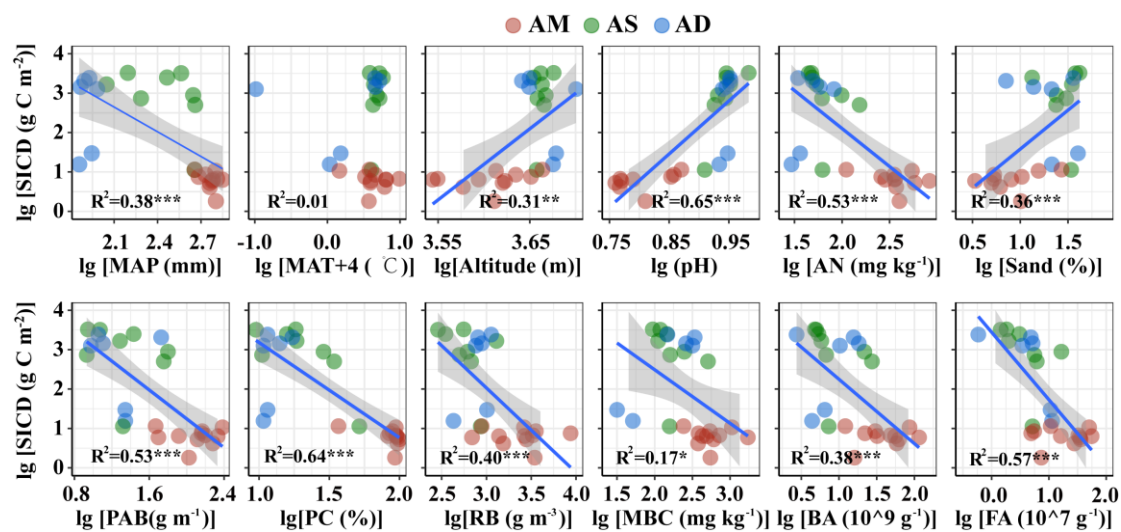 AM AS AD
lg [SICD (g C m⁻²)]
4
3
2
1
0
R²=0.38***
R²=0.01
R²=0.31**
R²=0.65***
R²=0.53***
R²=0.36***
2.1 2.4 2.7
-1.0 0.0 1.0
3.55 3.65
0.75 0.85 0.95
1.5 2.0 2.5
0.5 1.0 1.5 2.0
lg [MAP (mm)]
lg [MAT+4 ( ℃)]
lg[Altitude (m)]
lg (pH)
lg [AN (mg kg⁻¹)]
lg [Sand (%)]
lg [SICD (g C m⁻²)]
4
3
2
1
0
R²=0.53***
R²=0.64***
R²=0.40***
R²=0.17*
R²=0.38***
R²=0.57***
0.8 1.2 1.6 2.0 2.4
1.0 1.5 2.0
2.5 3.0 3.5 4.0
1.5 2.0 2.5 3.0
0.5 1.0 1.5 2.0
0.0 1.0 2.0
lg [PAB(g m⁻¹)
lg[PC (%)]
lg[RB (g m⁻³)
lg [MBC (mg kg⁻¹)]
lg [BA (10^9 g⁻¹)]
lg [FA (10^7 g⁻¹)]